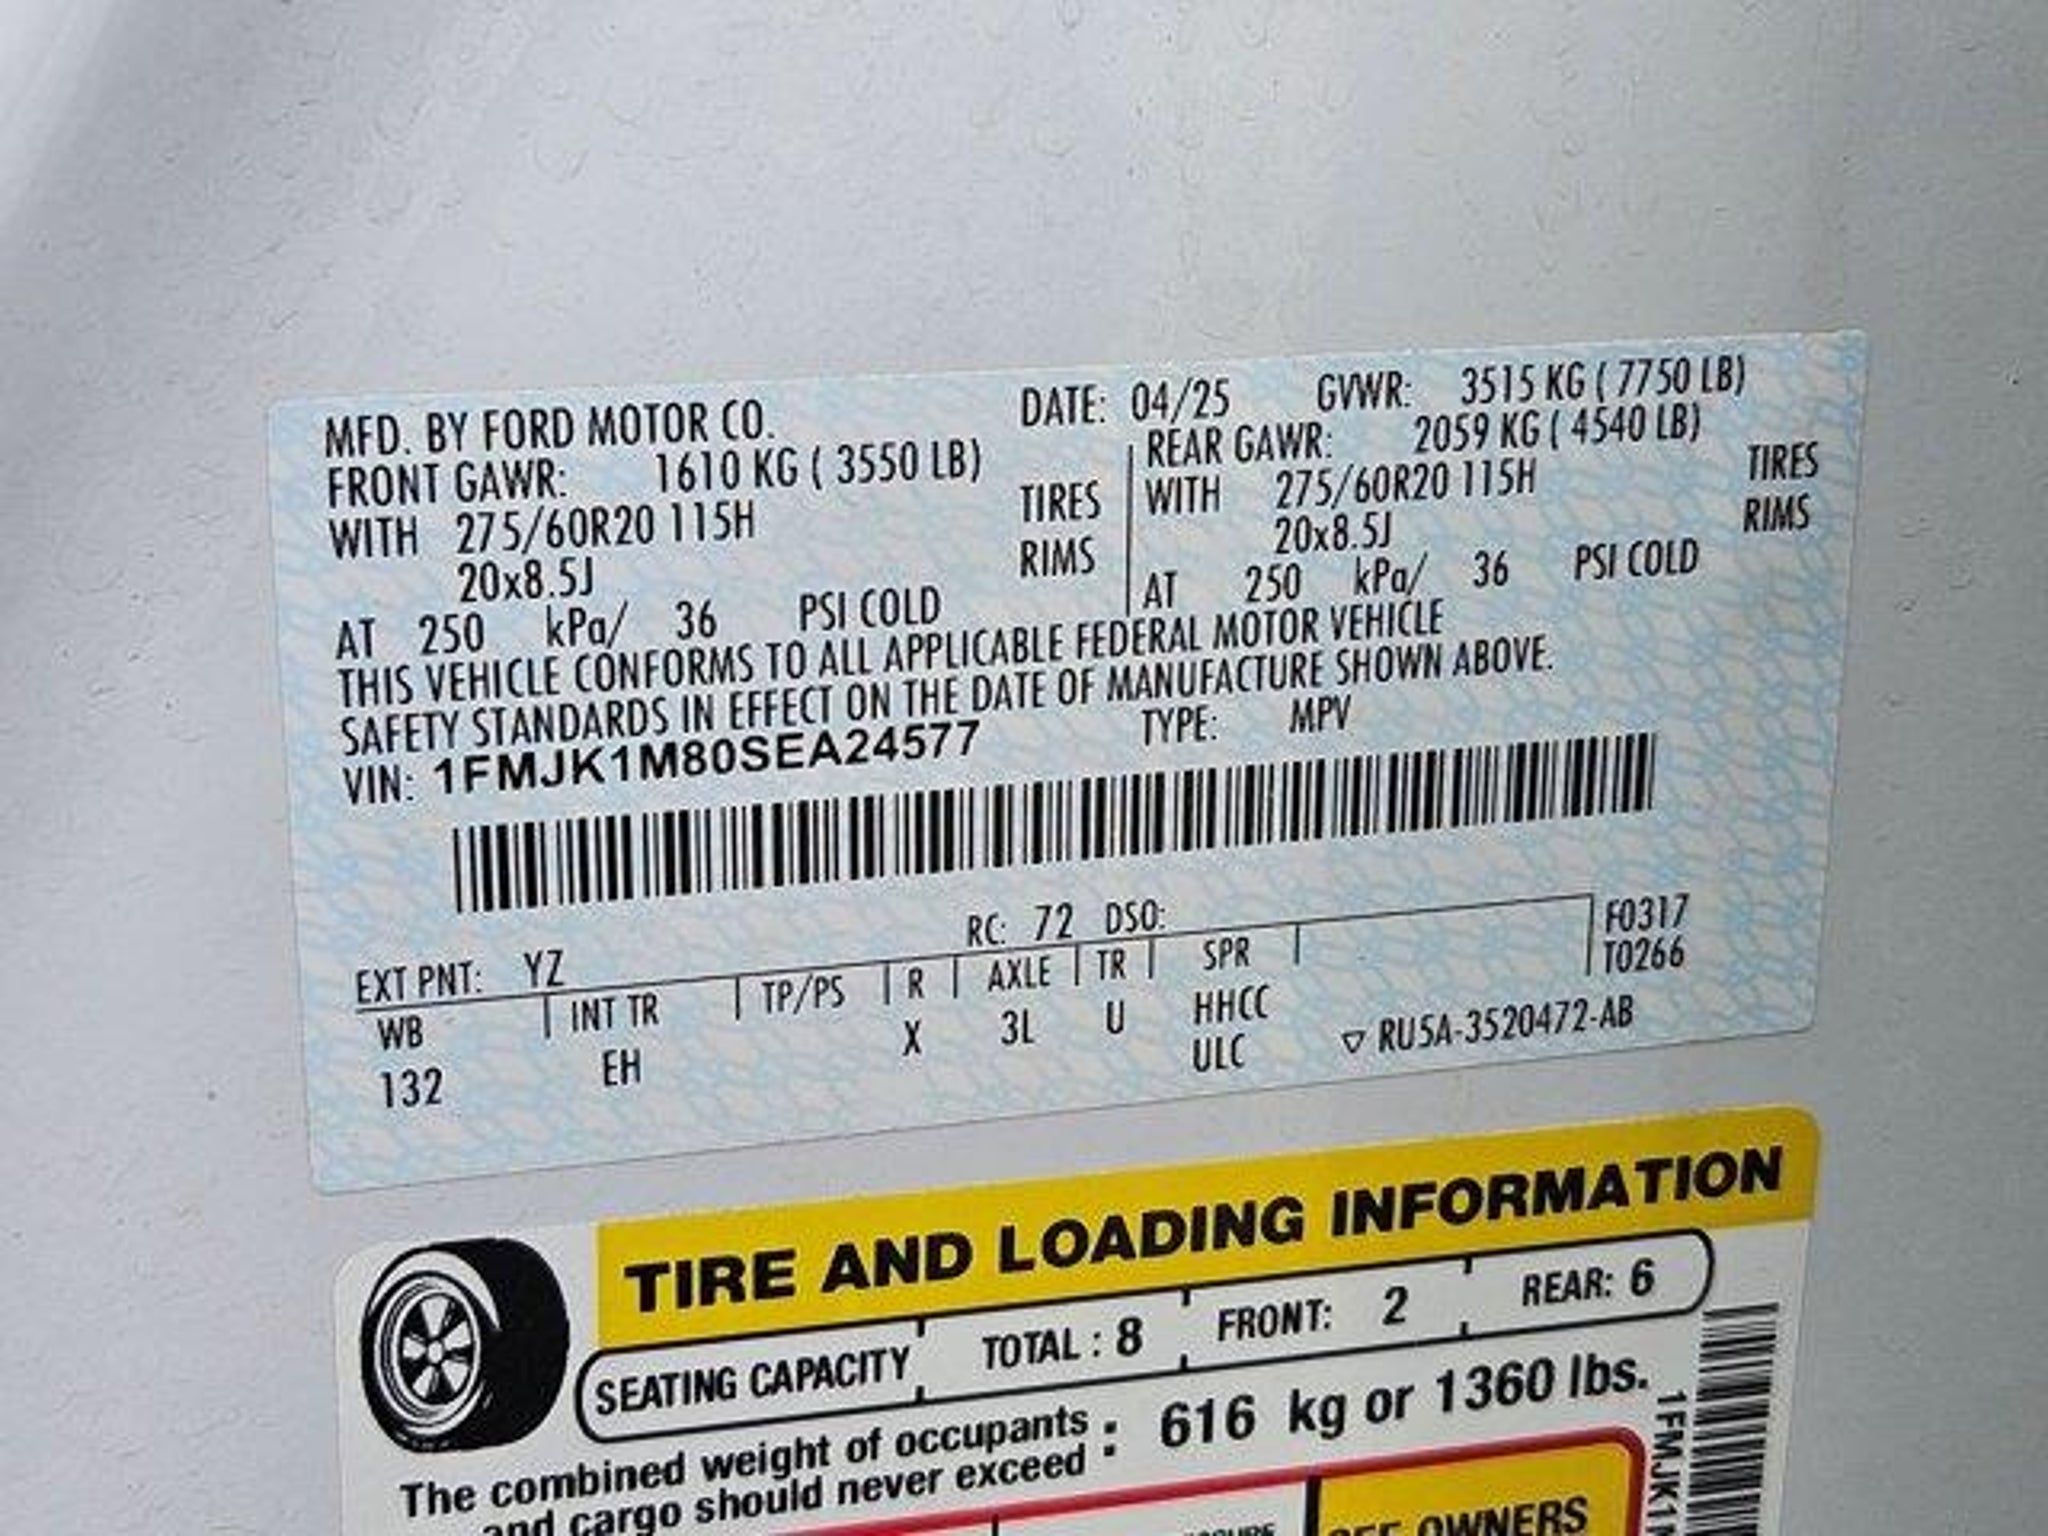 MFD. BY FORD MOTOR CO. DATE: 04/25 GVWR: 3515 KG ( 7750 LB)
FRONT GAWR: 1610 KG ( 3550 LB) REAR GAWR: 2059 KG ( 4540 LB)
WITH 275/60R20 115H TIRES WITH 275/60R20 115H TIRES
20x8.5J RIMS 20x8.5J RIMS
AT 250 kPa/ 36 PSI COLD AT 250 kPa/ 36 PSI COLD
THIS VEHICLE CONFORMS TO ALL APPLICABLE FEDERAL MOTOR VEHICLE
SAFETY STANDARDS IN EFFECT ON THE DATE OF MANUFACTURE SHOWN ABOVE.
VIN: 1FMJK1M80SEA24577 TYPE: MPV
EXT PNT: YZ RC: 72 DSO: F0317
WB INT TR TP/PS R AXLE TR SPR T0266
132 EH X 3L U HHCC
ULC ▽ RU5A-3520472-AB
TIRE AND LOADING INFORMATION
SEATING CAPACITY TOTAL : 8 FRONT: 2 REAR: 6
The combined weight of occupants : 616 kg or 1360 lbs.
and cargo should never exceed
OWNERS
1FMJK1